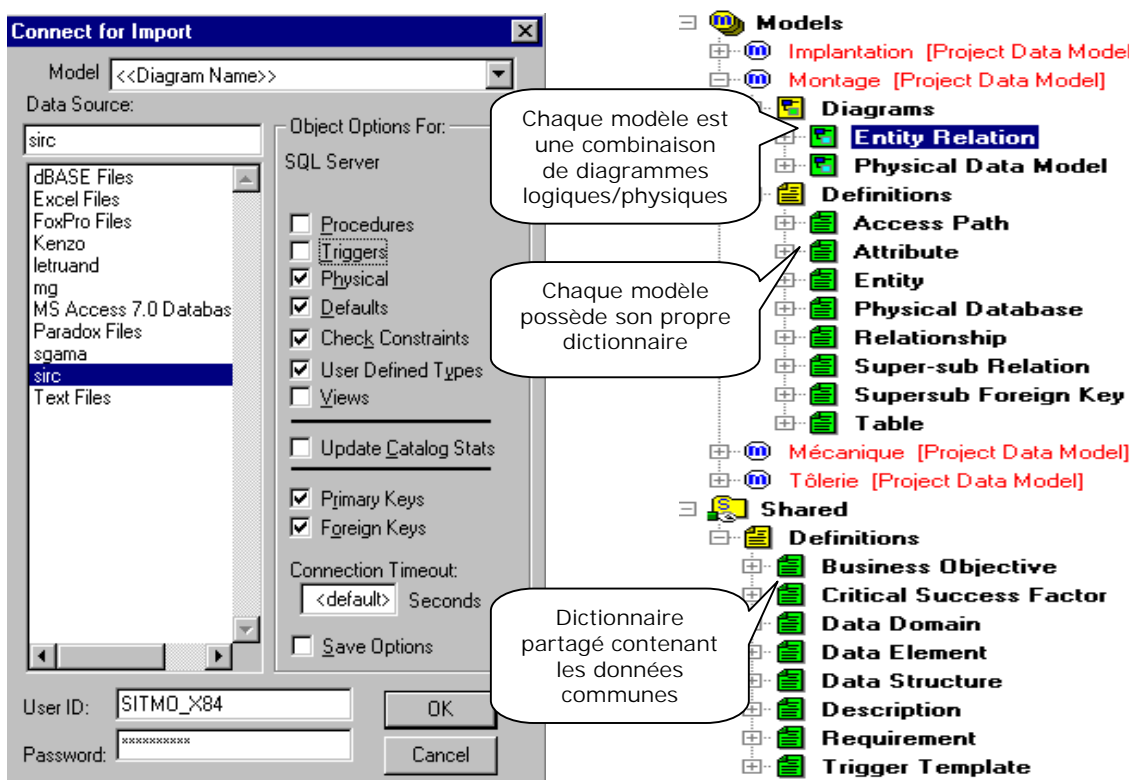 Connect for Import
Model <<Diagram Name>>
Data Source:
sirc
dBASE Files
Excel Files
FoxPro Files
Kenzo
letruand
mg
MS Access 7.0 Databas
Paradox Files
sgama
sirc
Text Files
Object Options For:
SQL Server
Procedures
Triggers
Physical
Defaults
Check Constraints
User Defined Types
Views
Update Catalog Stats
Primary Keys
Foreign Keys
Connection Timeout:
<default> Seconds
Save Options
User ID: SITMO_X84
Password: **********
OK
Cancel
Chaque modèle est
une combinaison
de diagrammes
logiques/physiques
Chaque modèle
possède son propre
dictionnaire
Dictionnaire
partagé contenant
les données
communes
Models
Implantation [Project Data Model
Montage [Project Data Model]
Diagrams
Entity Relation
Physical Data Model
Definitions
Access Path
Attribute
Entity
Physical Database
Relationship
Super-sub Relation
Supersub Foreign Key
Table
Mécanique [Project Data Model]
Tôlerie [Project Data Model]
Shared
Definitions
Business Objective
Critical Success Factor
Data Domain
Data Element
Data Structure
Description
Requirement
Trigger Template